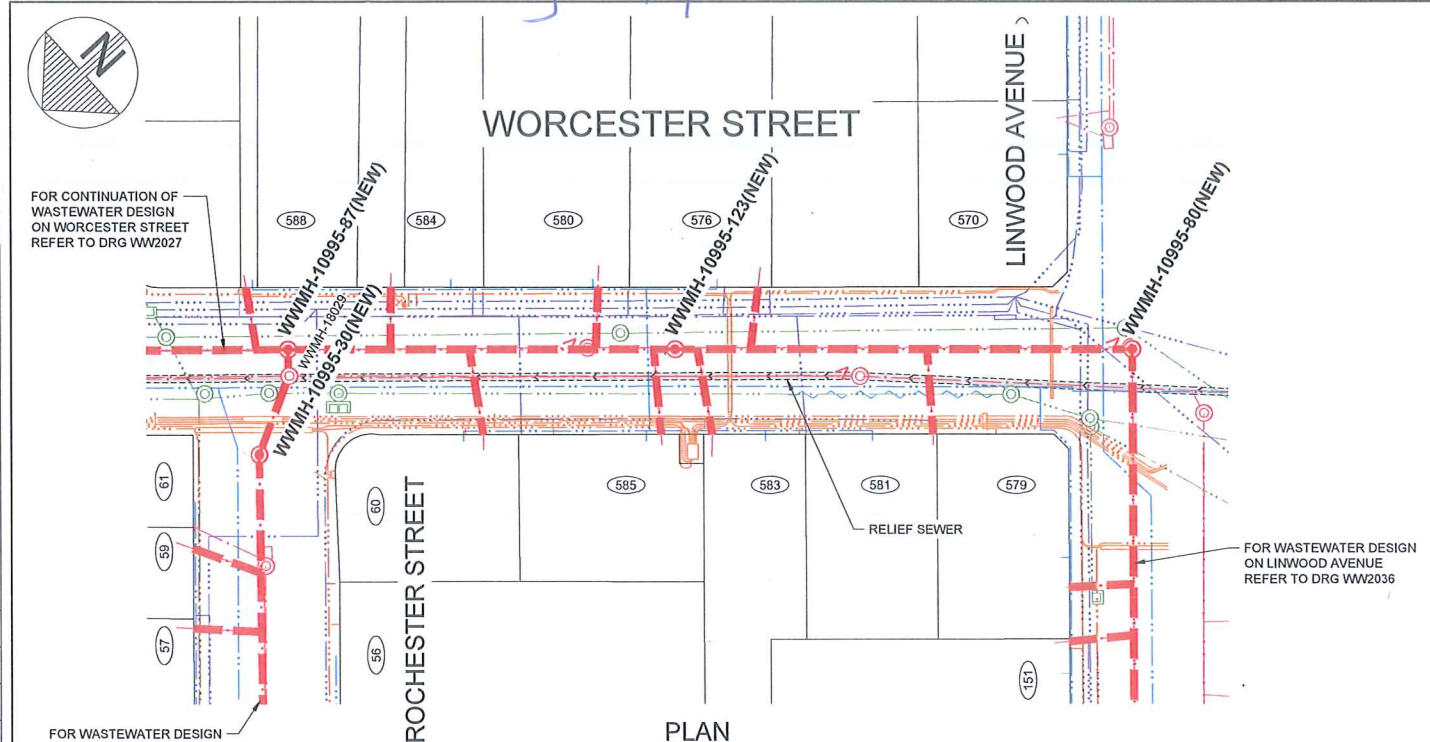 N
WORCESTER STREET
LINWOOD AVENUE
FOR CONTINUATION OF
WASTEWATER DESIGN
ON WORCESTER STREET
REFER TO DRG WW2027
588
584
580
576
570
WWMH-10995-87(NEW)
WWMH-18029
WWMH-10995-30(NEW)
WWMH-10995-123(NEW)
WWMH-10995-80(NEW)
61
59
57
60
56
ROCHESTER STREET
585
583
581
579
151
RELIEF SEWER
FOR WASTEWATER DESIGN
ON LINWOOD AVENUE
REFER TO DRG WW2036
FOR WASTEWATER DESIGN
PLAN